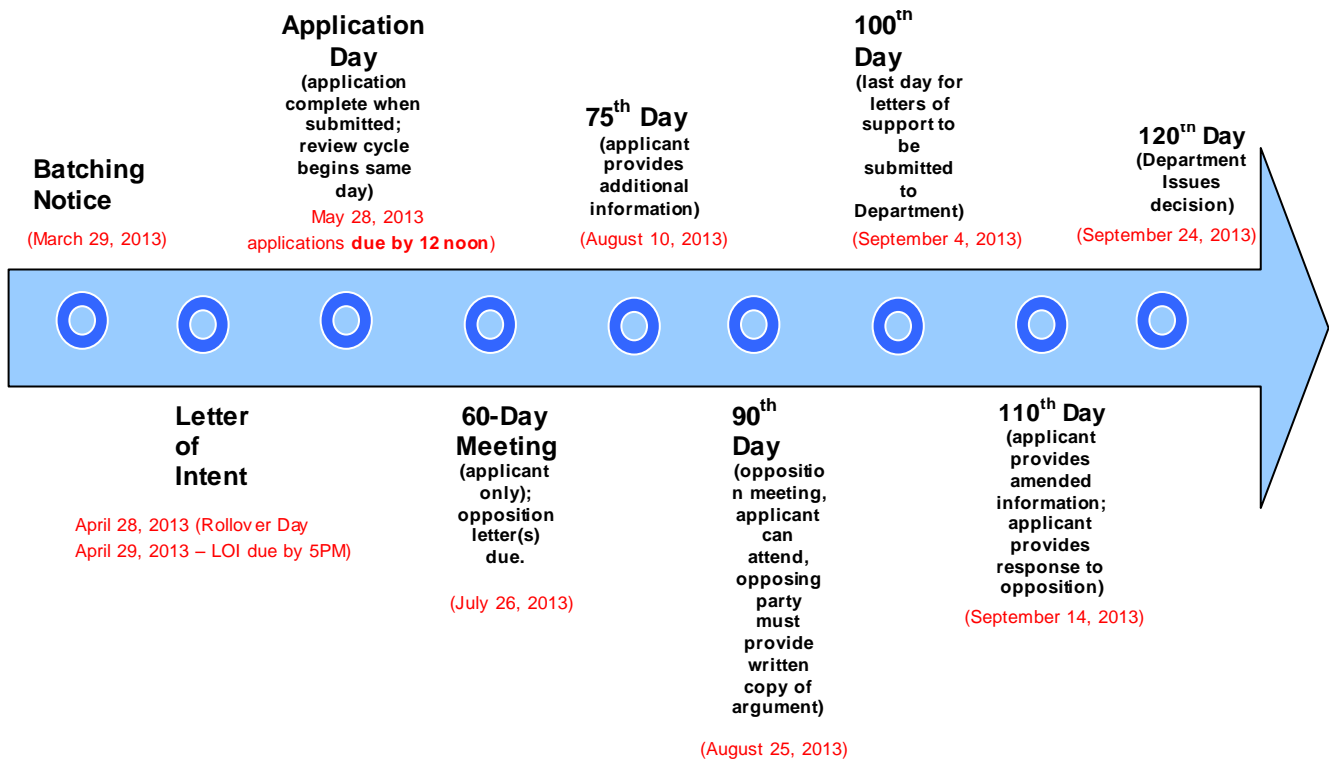 Batching
Notice
(March 29, 2013)
Letter
of
Intent
April 28, 2013 (Rollover Day
April 29, 2013 – LOI due by 5PM)
Application
Day
(application
complete when
submitted;
review cycle
begins same
day)
May 28, 2013
applications due by 12 noon)
60-Day
Meeting
(applicant
only);
opposition
letter(s)
due.
(July 26, 2013)
75th Day
(applicant
provides
additional
information)
(August 10, 2013)
90th
Day
(oppositio
n meeting,
applicant
can
attend,
opposing
party
must
provide
written
copy of
argument)
(August 25, 2013)
100th
Day
(last day for
letters of
support to
be
submitted
to
Department)
(September 4, 2013)
110th Day
(applicant
provides
amended
information;
applicant
provides
response to
opposition)
(September 14, 2013)
120th Day
(Department
Issues
decision)
(September 24, 2013)